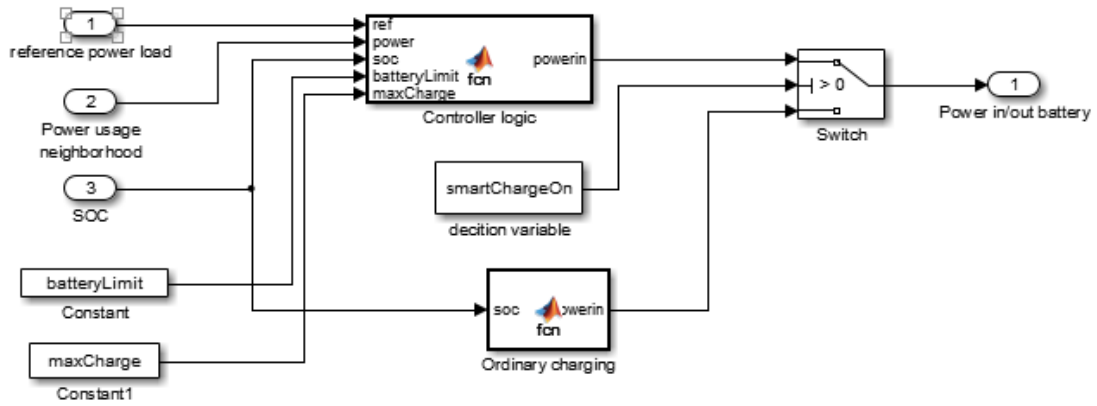 1
reference power load
2
Power usage
neighborhood
3
SOC
batteryLimit
Constant
maxCharge
Constant1
ref
power
soc
batteryLimit
maxCharge
fcn
powerin
Controller logic
smartChargeOn
decition variable
soc
fcn
owerin
Ordinary charging
> 0
Switch
1
Power in/out battery